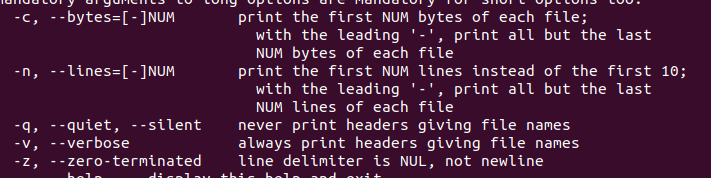 mandatory arguments to long options are mandatory for short options too.
-c, --bytes=[-]NUM       print the first NUM bytes of each file;
                           with the leading '-', print all but the last
                           NUM bytes of each file
-n, --lines=[-]NUM       print the first NUM lines instead of the first 10;
                           with the leading '-', print all but the last
                           NUM lines of each file
-q, --quiet, --silent    never print headers giving file names
-v, --verbose            always print headers giving file names
-z, --zero-terminated    line delimiter is NUL, not newline
    --help     display this help and exit